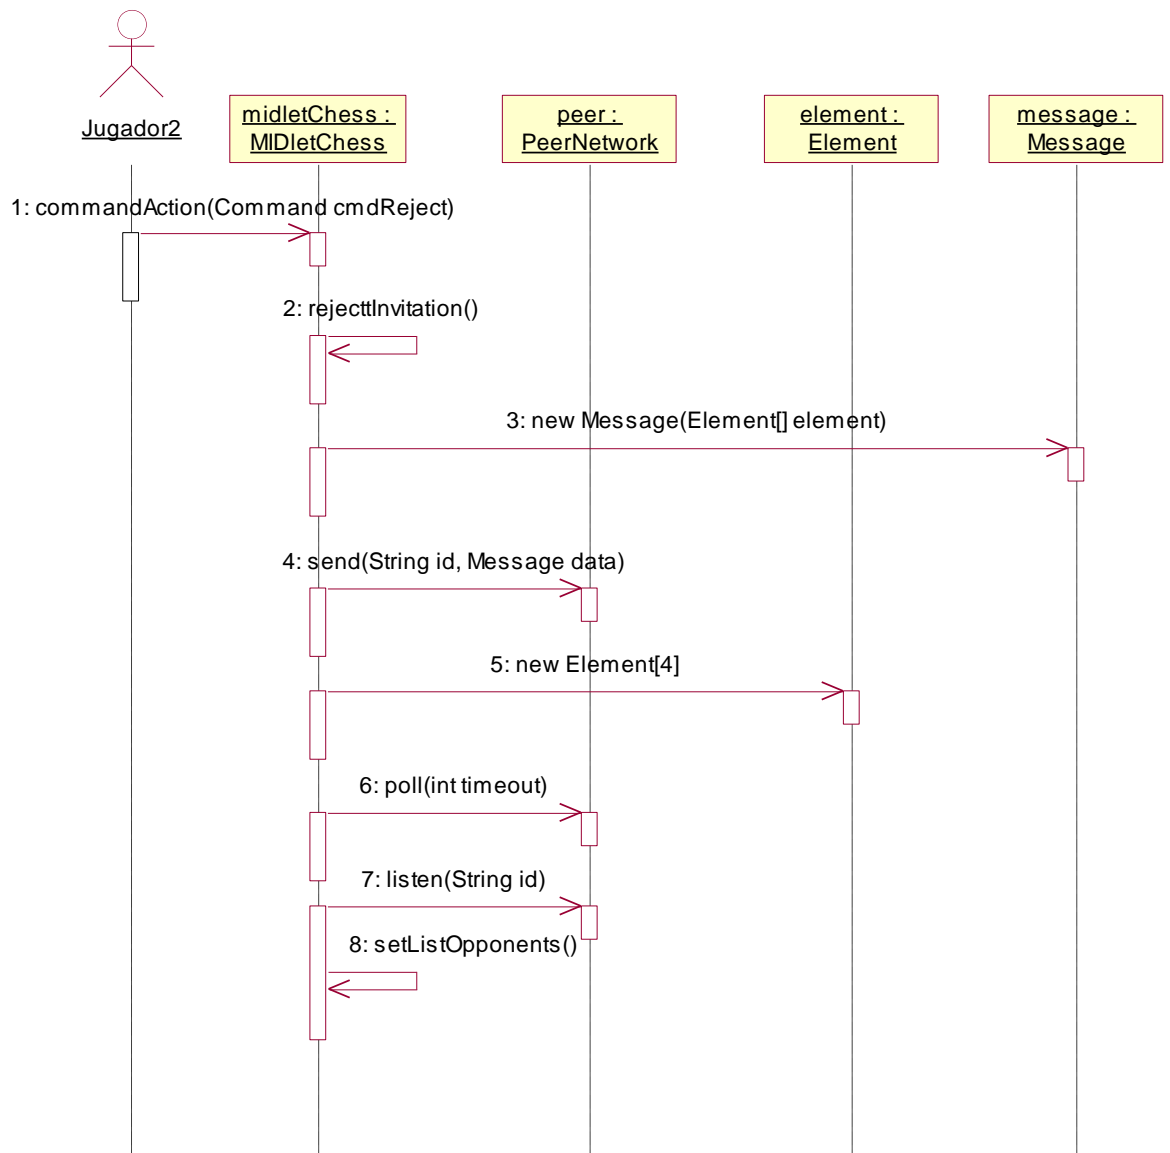 Jugador2
midletChess :
MIDletChess
peer :
PeerNetwork
element :
Element
message :
Message
1: commandAction(Command cmdReject)
2: rejecttInvitation()
3: new Message(Element[] element)
4: send(String id, Message data)
5: new Element[4]
6: poll(int timeout)
7: listen(String id)
8: setListOpponents()